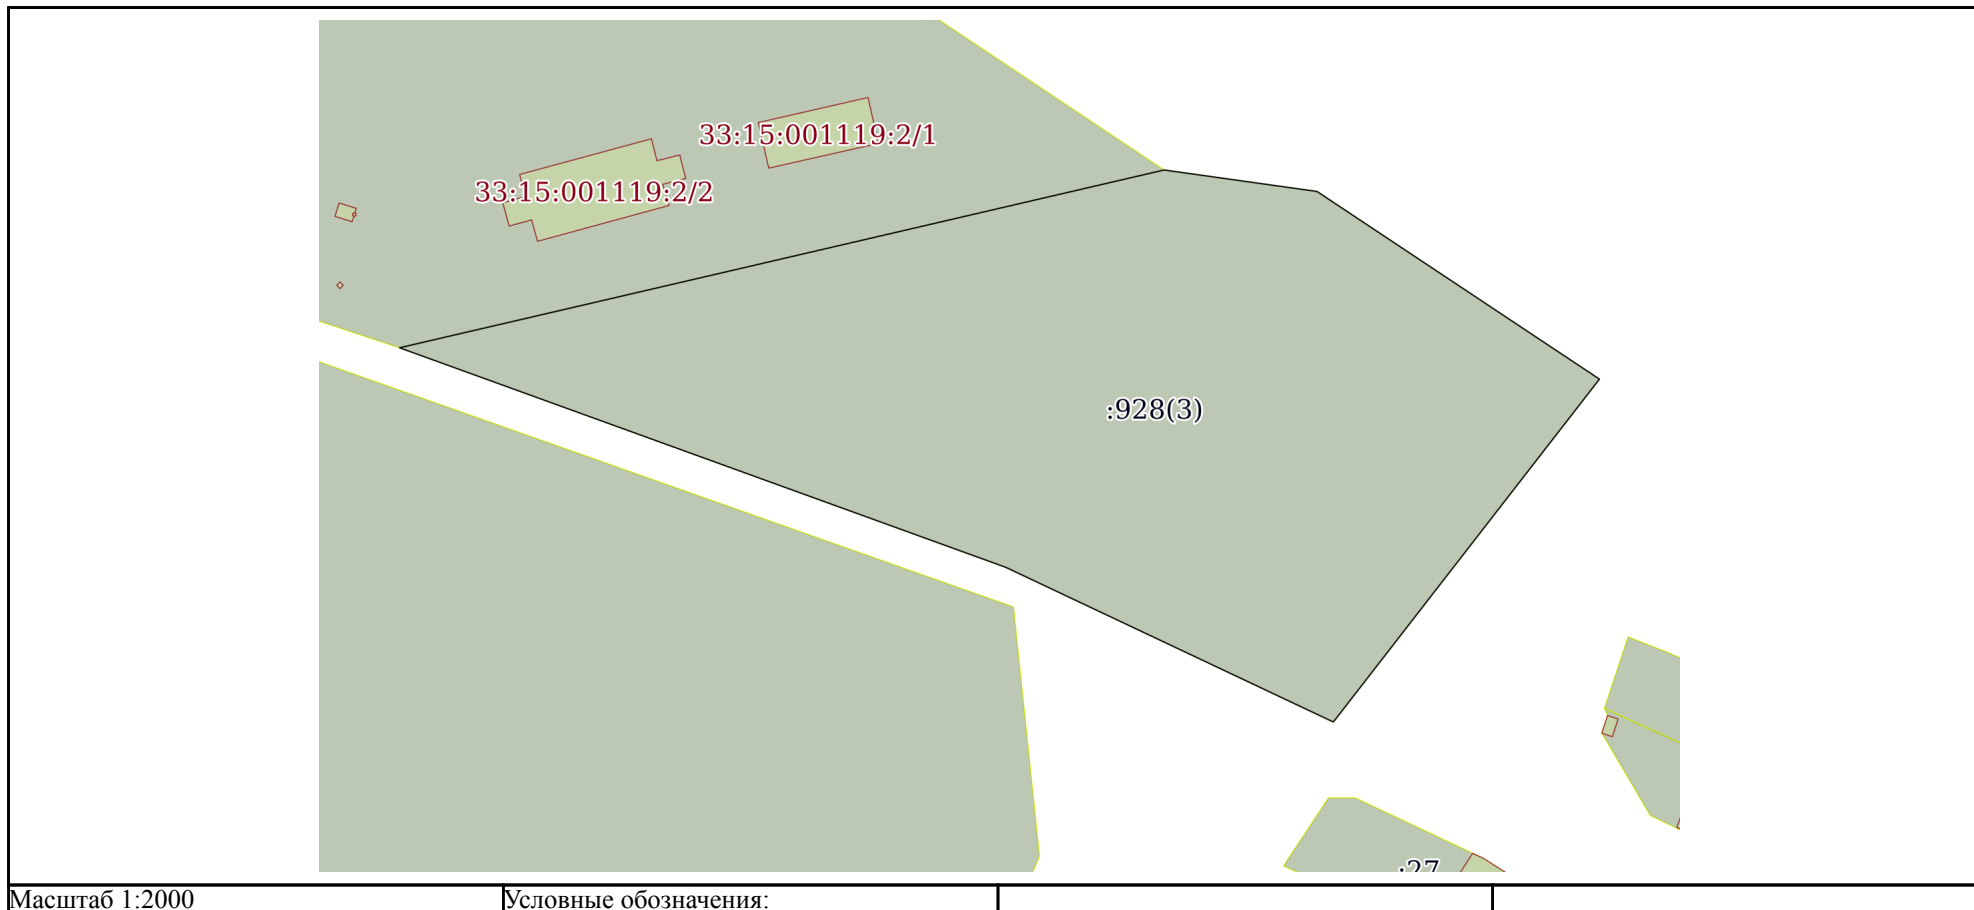 33:15:001119:2/1
33:15:001119:2/2
:928(3)
:27
Масштаб 1:2000
Условные обозначения: